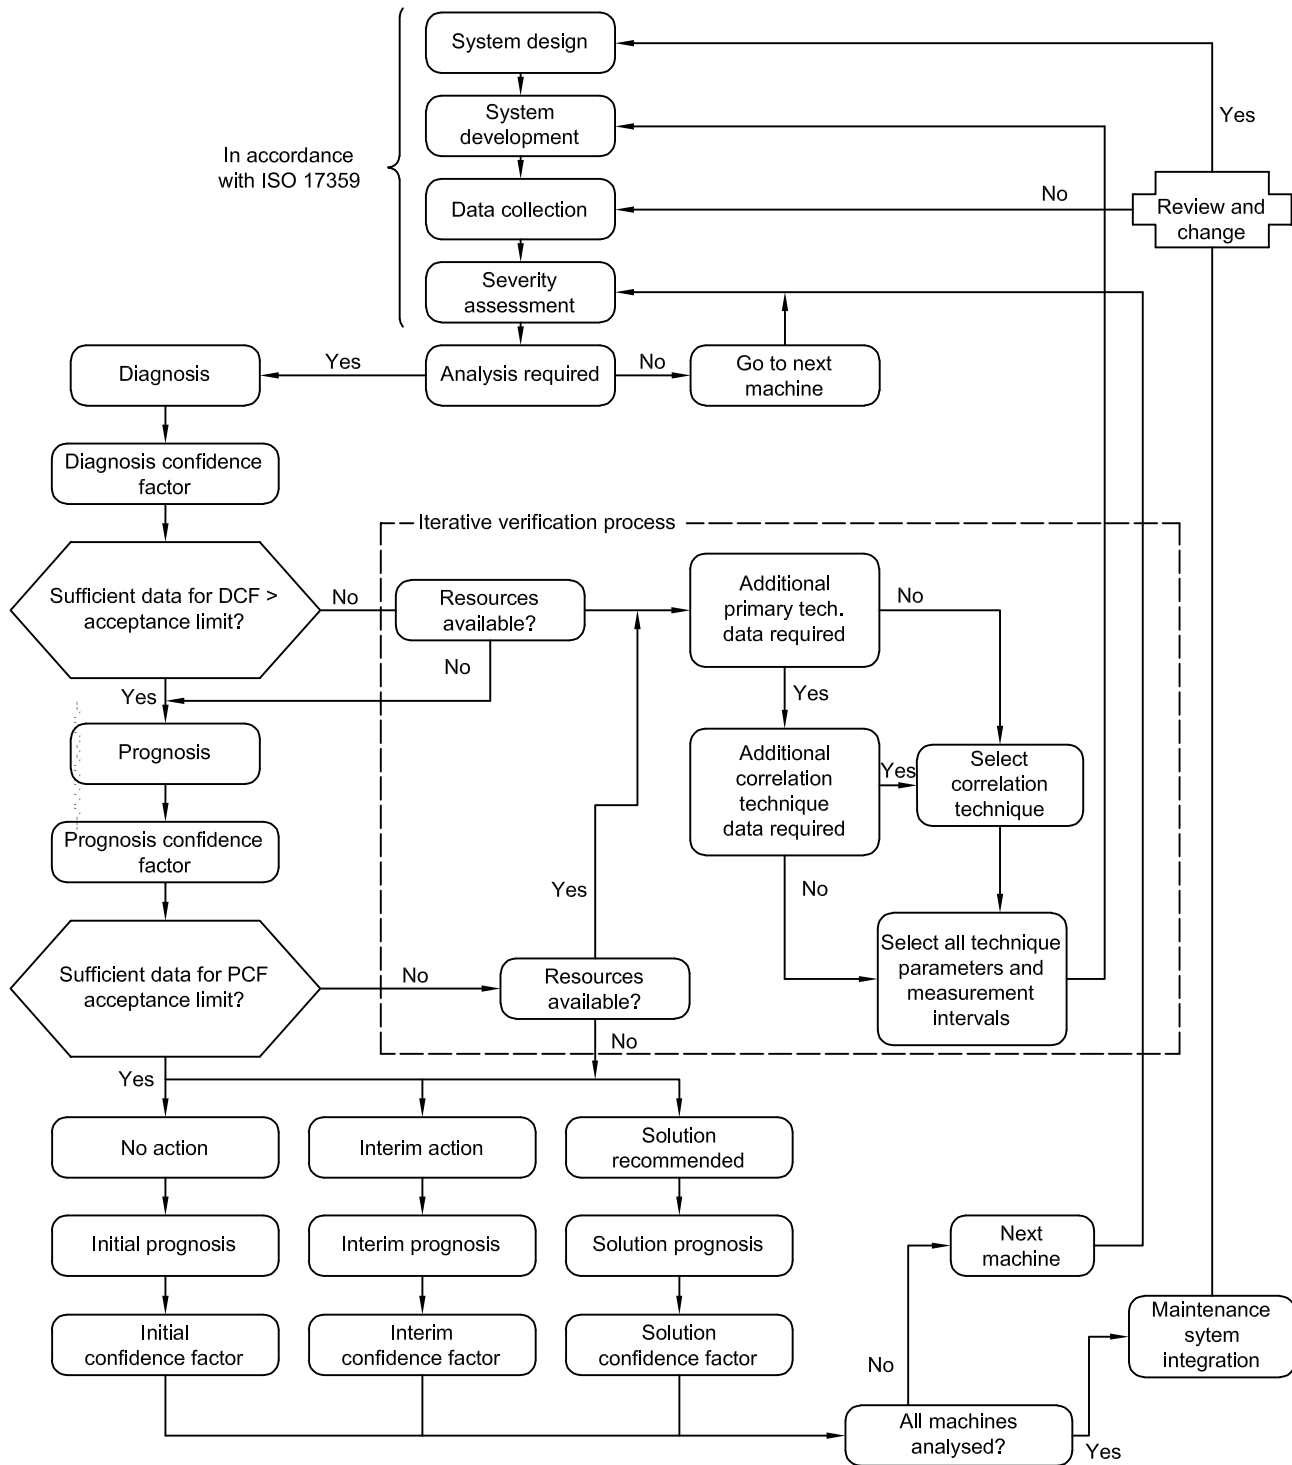 System design
System
development
Yes
In accordance
with ISO 17359
Data collection
No
Review and
change
Severity
assessment
Diagnosis
Yes
Analysis required
No
Go to next
machine
Diagnosis confidence
factor
Iterative verification process
Sufficient data for DCF >
acceptance limit?
No
Resources
available?
No
Additional
primary tech.
data required
No
Yes
Yes
Prognosis
Additional
correlation
technique
data required
Yes
Select
correlation
technique
Prognosis confidence
factor
Yes
No
Sufficient data for PCF
acceptance limit?
No
Resources
available?
Select all technique
parameters and
measurement
intervals
No
Yes
No action
Interim action
Solution
recommended
Initial prognosis
Interim prognosis
Solution prognosis
Next
machine
Initial
confidence factor
Interim
confidence factor
Solution
confidence factor
Maintenance
sytem
integration
No
All machines
analysed?
Yes